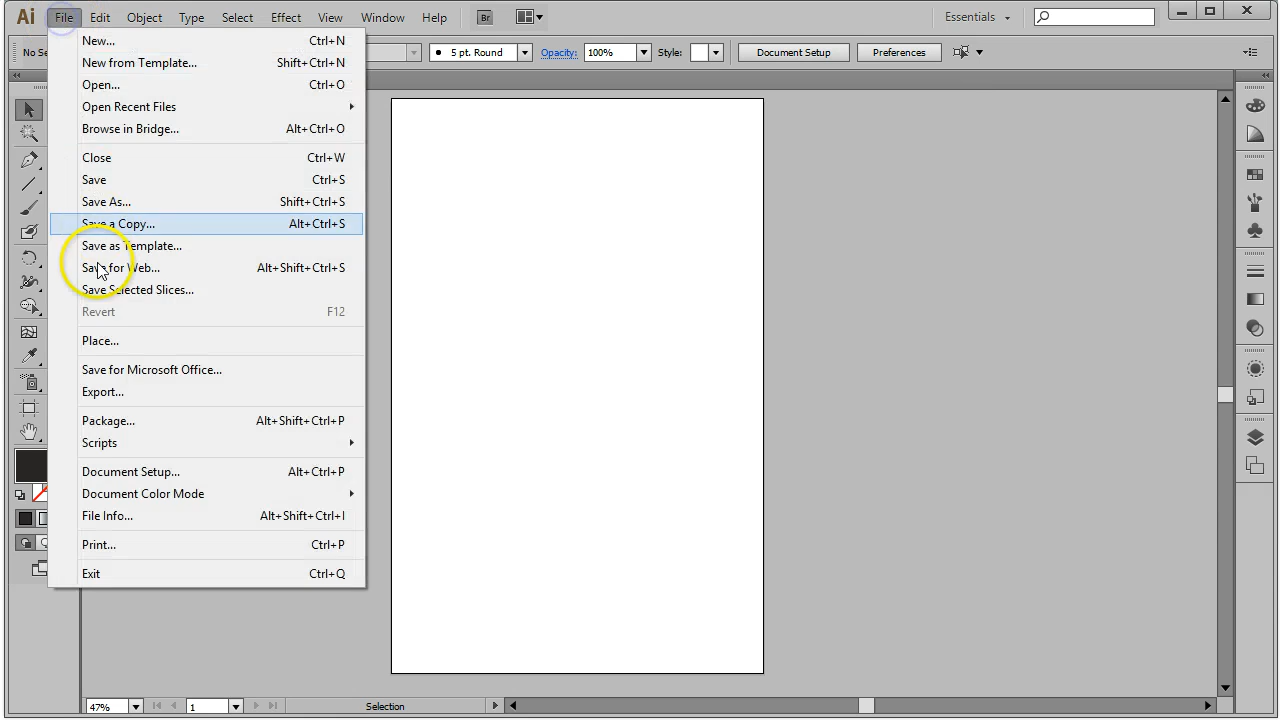 Ai File Edit Object Type Select Effect View Window Help Br Essentials
No Se 5 pt. Round Opacity: 100% Style: Document Setup Preferences
New... Ctrl+N
New from Template... Shift+Ctrl+N
Open... Ctrl+O
Open Recent Files
Browse in Bridge... Alt+Ctrl+O
Close Ctrl+W
Save Ctrl+S
Save As... Shift+Ctrl+S
Save a Copy... Alt+Ctrl+S
Save as Template...
Save for Web... Alt+Shift+Ctrl+S
Save Selected Slices...
Revert F12
Place...
Save for Microsoft Office...
Export...
Package... Alt+Shift+Ctrl+P
Scripts
Document Setup... Alt+Ctrl+P
Document Color Mode
File Info... Alt+Shift+Ctrl+I
Print... Ctrl+P
Exit Ctrl+Q
47% 1 Selection